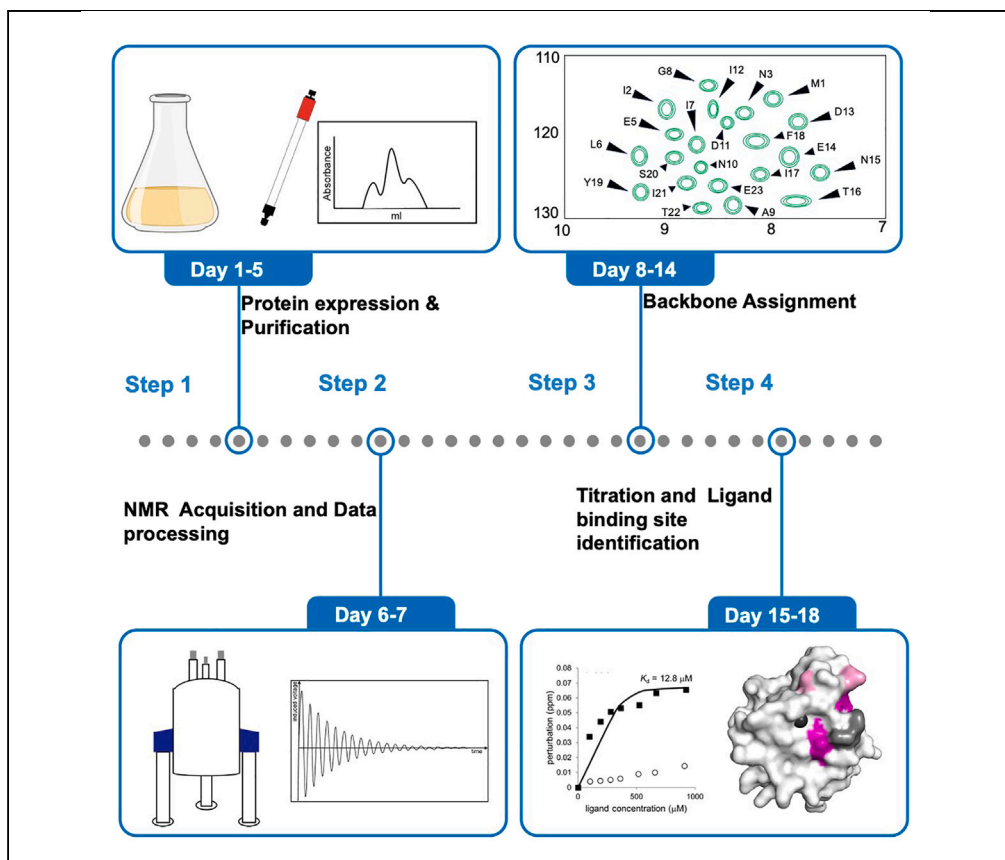 Absorbance
ml
Day 1-5
Protein expression &
Purification
110
120
130
10
9
8
7
G8
I12
N3
M1
I2
I7
D13
E5
D11
F18
L6
E14
N10
N15
S20
I17
Y19
I21
E23
T16
T22
A9
Day 8-14
Backbone Assignment
Step 1
Step 2
Step 3
Step 4
NMR Acquisition and Data
processing
Titration and Ligand
binding site
identification
Day 6-7
induced voltage
time
Day 15-18
perturbation (ppm)
0.08
0.07
0.06
0.05
0.04
0.03
0.02
0.01
0
Kd = 12.8 μM
0
500
1000
ligand concentration (μM)